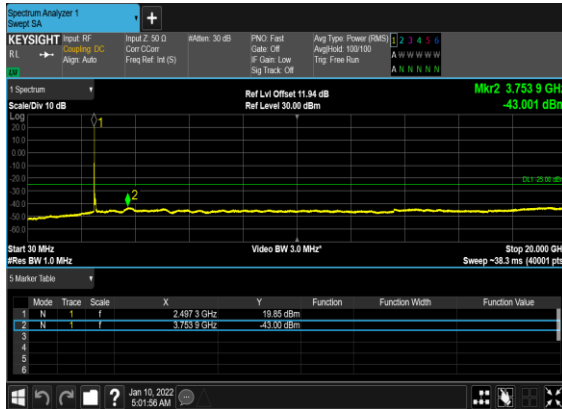 Spectrum Analyzer 1
Swept SA
+
KEYSIGHT
RL
Input: RF
Coupling: DC
Align: Auto
Input Z: 50 Ω
Corr CCorr
Freq Ref: Int (S)
#Atten: 30 dB
PNO: Fast
Gate: Off
IF Gain: Low
Sig Track: Off
Avg Type: Power (RMS)
Avg|Hold: 100/100
Trig: Free Run
1 2 3 4 5 6
A W W W W W
A N N N N N
1 Spectrum
Scale/Div 10 dB
Ref Lvl Offset 11.94 dB
Ref Level 30.00 dBm
Mkr2 3.753 9 GHz
-43.001 dBm
Log
20.0
10.0
0.00
-10.0
-20.0
-30.0
-40.0
-50.0
-60.0
1
2
DL1 -25.00 dBm
Start 30 MHz
#Res BW 1.0 MHz
Video BW 3.0 MHz*
Stop 20.000 GHz
Sweep ~38.3 ms (40001 pts)
5 Marker Table
Mode Trace Scale X Y Function Function Width Function Value
1 N 1 f 2.497 3 GHz 19.85 dBm
2 N 1 f 3.753 9 GHz -43.00 dBm
3
4
5
6
?
Jan 10, 2022
5:01:56 AM